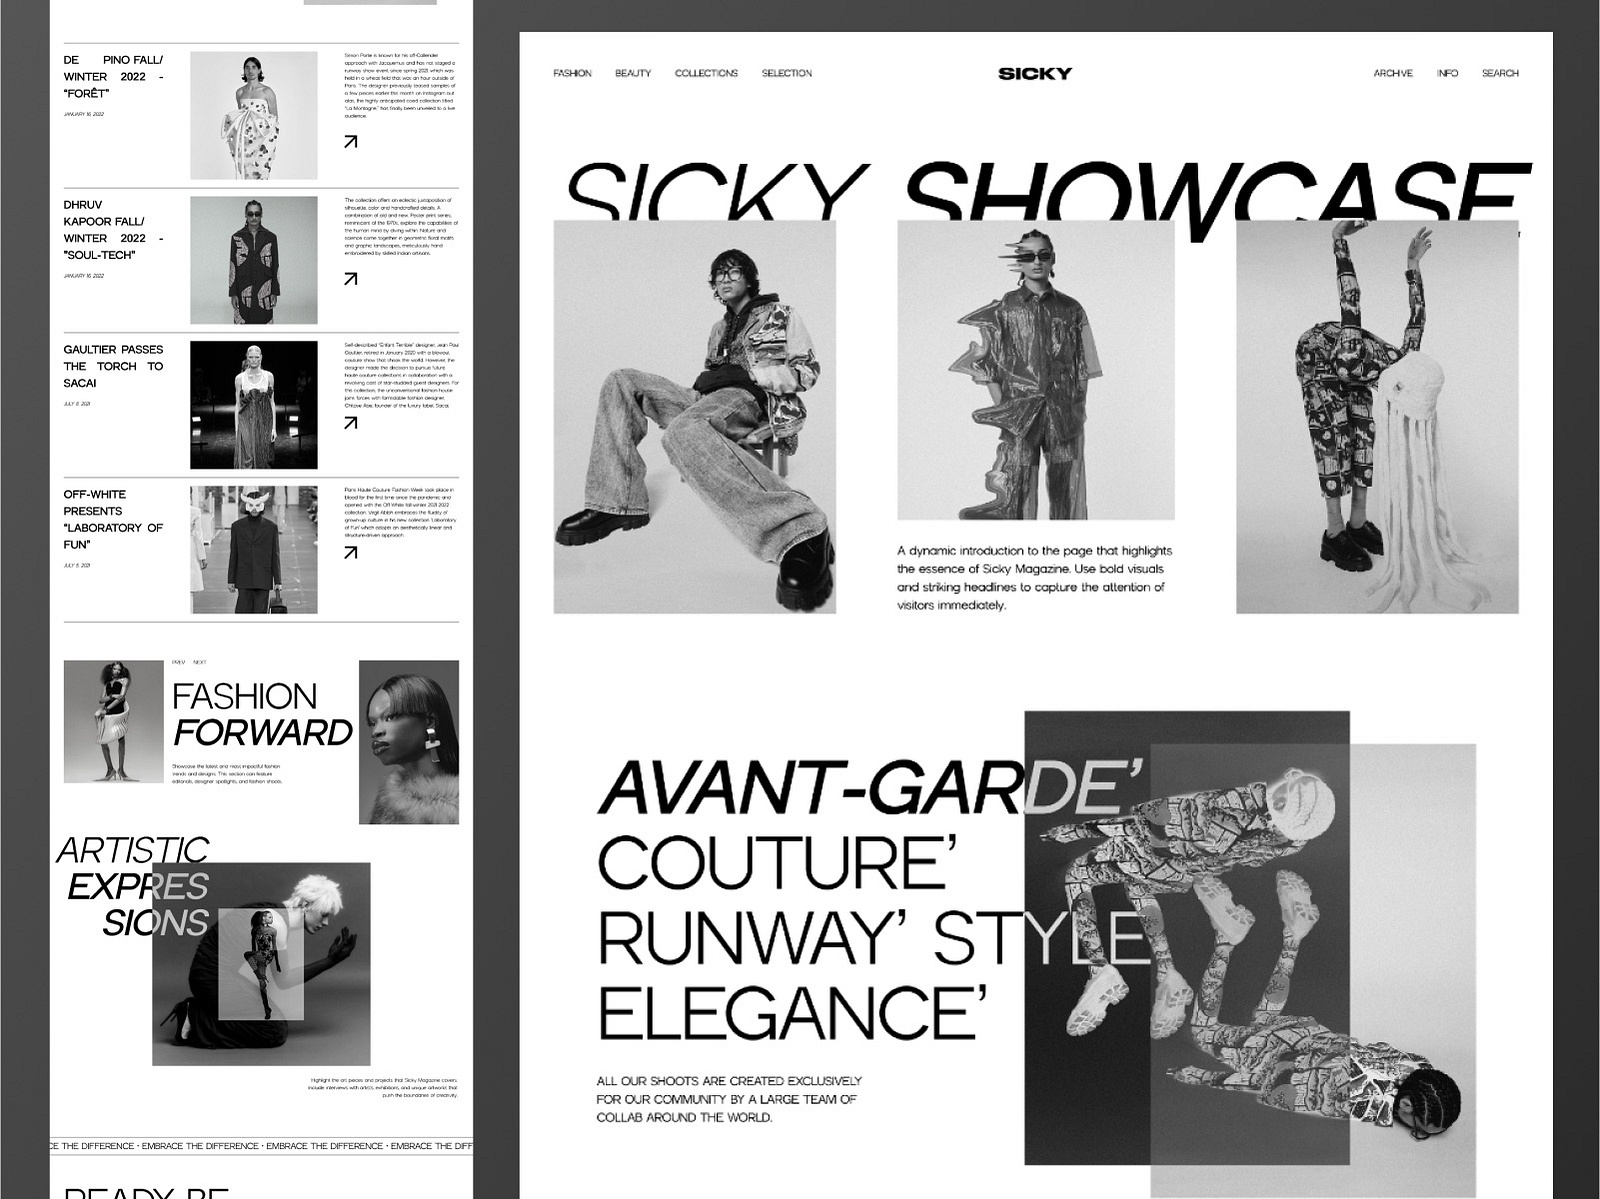 DE PINO FALL/
WINTER 2022 -
“FORÊT”
JANUARY 16, 2022
Simon Porte is known for his off-Callender
approach with Jacquemus and has not staged a
runway show event, since spring 2021, which was
held in a wheat field that was an hour outside of
Paris. The designer previously teased samples of
a few pieces earlier this month on Instagram but
alas, the highly anticipated coed collection titled
“La Montagne,” has finally been unveiled to a live
audience.
DHRUV
KAPOOR FALL/
WINTER 2022 -
"SOUL-TECH"
JANUARY 16, 2022
The collection offers an eclectic juxtaposition of
silhouette, color and handcrafted details. A
combination of old and new. Poster print series,
reminiscent of the 1970s, explore the capabilities of
the human mind by diving within. Nature and
science come together in geometric floral motifs
and graphic landscapes, meticulously hand
embroidered by skilled Indian artisans.
GAULTIER PASSES
THE TORCH TO
SACAI
JULY 8, 2021
Self-described “Enfant Terrible” designer, Jean Paul
Gaultier, retired in January 2020 with a blowout
couture show that shook the world. However, the
designer made the decision to pursue future
haute couture collections in collaboration with a
revolving cast of star-studded guest designers. For
this collection, the unconventional fashion house
joins forces with formidable fashion designer,
Chitose Abe, founder of the luxury label, Sacai.
OFF-WHITE
PRESENTS
“LABORATORY OF
FUN”
JULY 5, 2021
Paris Haute Couture Fashion Week took place in
blood for the first time since the pandemic and
opened with the Off White fall winter 2021 2022
collection. Virgil Abloh embraces the fluidity of
grown-up culture in his new collection ‘Laboratory
of Fun’ which adopts an aesthetically linear and
structure-driven approach.
PREV NEXT
FASHION
FORWARD
Showcase the latest and most impactful fashion
trends and designs. This section can feature
editorials, designer spotlights, and fashion shoots.
ARTISTIC
EXPRES
SIONS
Highlight the art pieces and projects that Sicky Magazine covers.
Include interviews with artists, exhibitions, and unique artworks that
push the boundaries of creativity.
CE THE DIFFERENCE • EMBRACE THE DIFFERENCE • EMBRACE THE DIFFERENCE • EMBRACE THE DIFF
READY BE
FASHION BEAUTY COLLECTIONS SELECTION SICKY ARCHIVE INFO SEARCH
SICKY SHOWCASE
A dynamic introduction to the page that highlights
the essence of Sicky Magazine. Use bold visuals
and striking headlines to capture the attention of
visitors immediately.
AVANT-GARDE’
COUTURE’
RUNWAY’ STYLE
ELEGANCE’
ALL OUR SHOOTS ARE CREATED EXCLUSIVELY
FOR OUR COMMUNITY BY A LARGE TEAM OF
COLLAB AROUND THE WORLD.